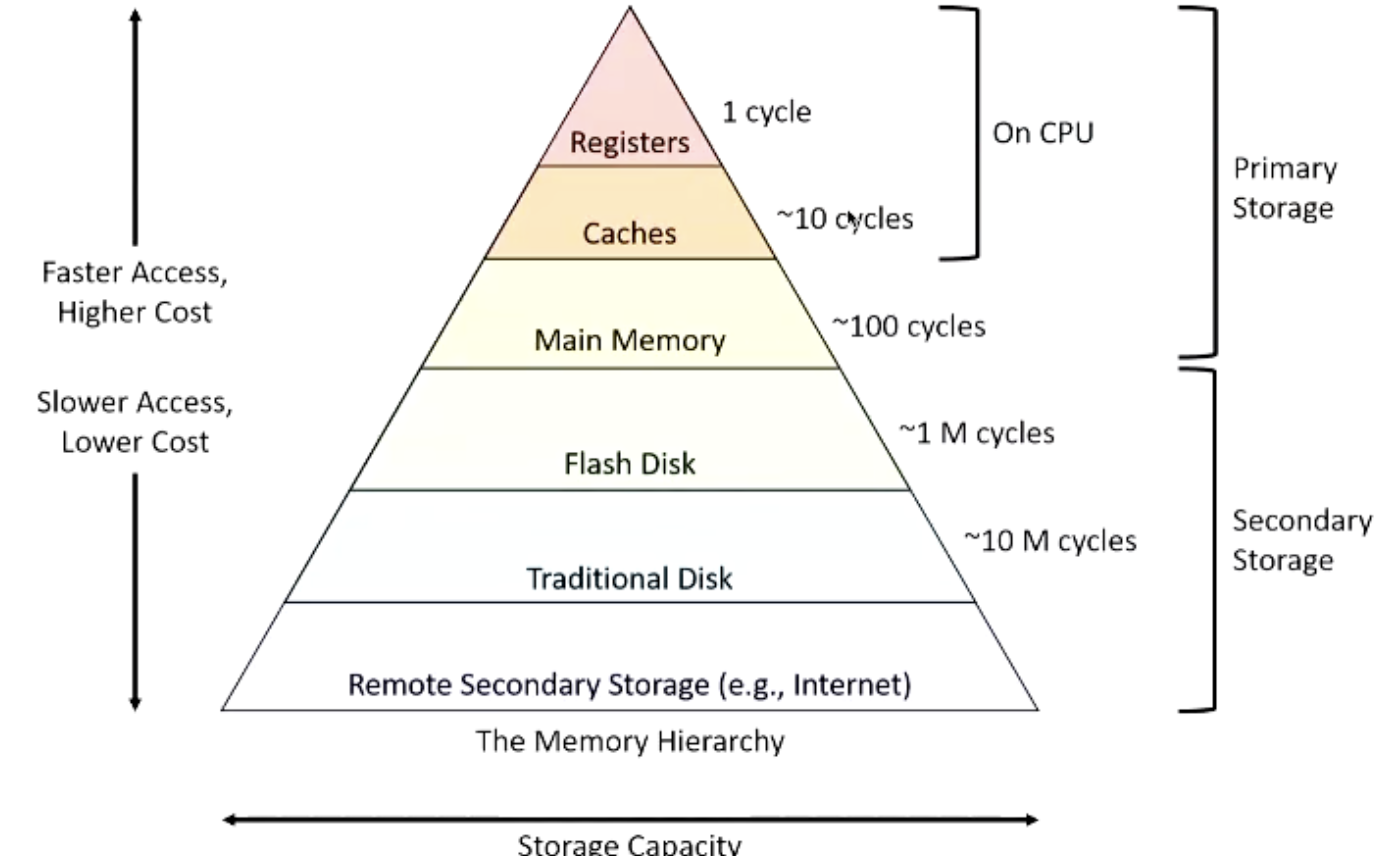 1 cycle
Registers
On CPU
Primary
Storage
~10 cycles
Caches
Faster Access,
Higher Cost
~100 cycles
Main Memory
Slower Access,
Lower Cost
~1 M cycles
Flash Disk
~10 M cycles
Traditional Disk
Secondary
Storage
Remote Secondary Storage (e.g., Internet)
The Memory Hierarchy
Storage Capacity